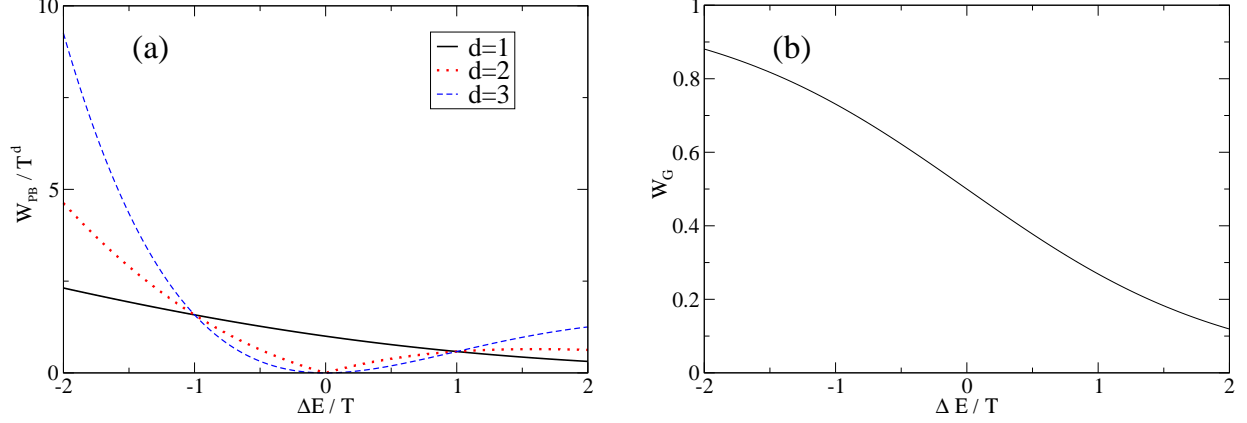 (a)
d=1
d=2
d=3
10
5
0
W_PB / T^d
-2 -1 0 1 2
ΔE / T
(b)
1
0.8
0.6
0.4
0.2
0
W_G
-2 -1 0 1 2
Δ E / T